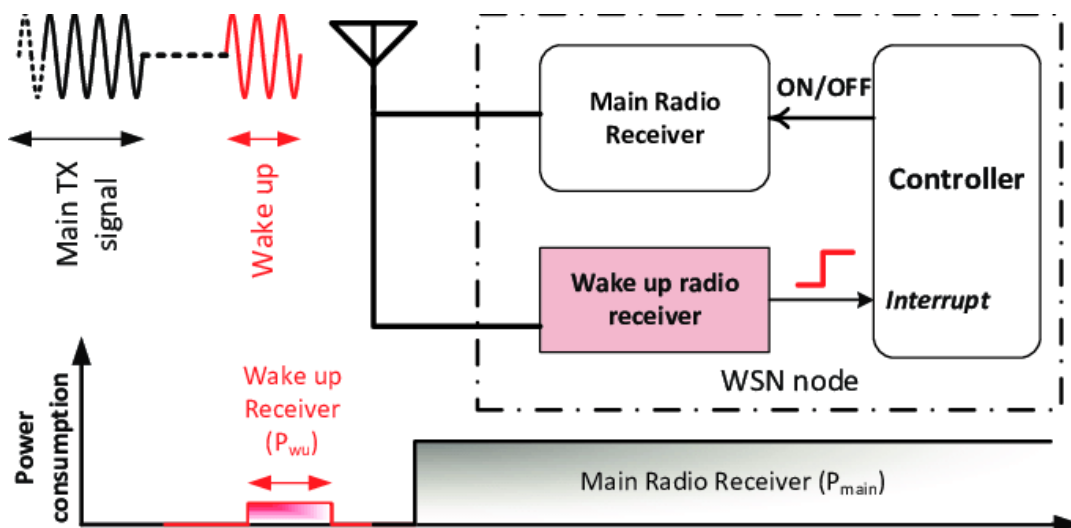 Main TX
signal
Wake up
Main Radio
Receiver
ON/OFF
Controller
Wake up radio
receiver
Interrupt
WSN node
Power
consumption
Wake up
Receiver
(Pwu)
Main Radio Receiver (Pmain)